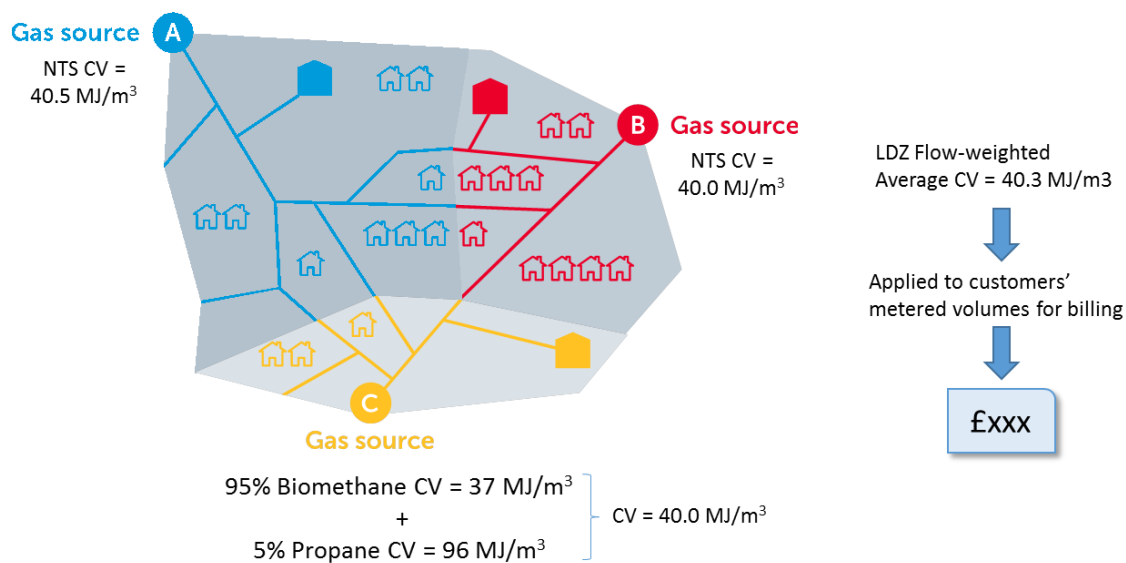 A
Gas source
NTS CV =
40.5 MJ/m³
B
Gas source
NTS CV =
40.0 MJ/m³
LDZ Flow-weighted
Average CV = 40.3 MJ/m3
Applied to customers’
metered volumes for billing
£xxx
C
Gas source
95% Biomethane CV = 37 MJ/m³
+
5% Propane CV = 96 MJ/m³
CV = 40.0 MJ/m³